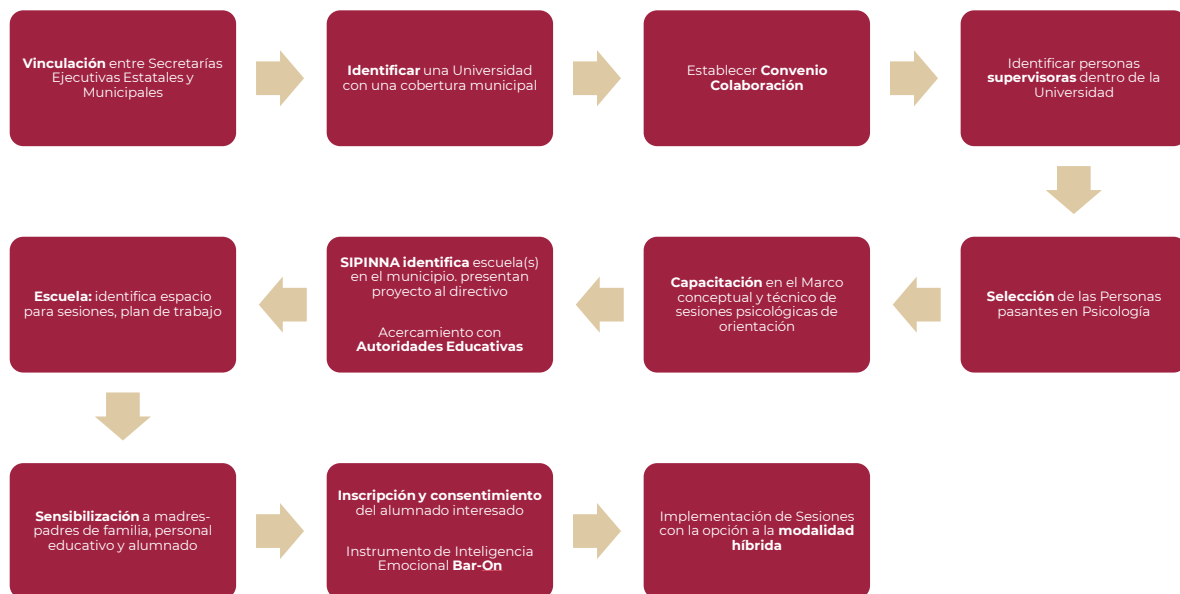 Vinculación entre Secretarías
Ejecutivas Estatales y
Municipales
Identificar una Universidad
con una cobertura municipal
Establecer Convenio
Colaboración
Identificar personas
supervisoras dentro de la
Universidad
Selección de las Personas
pasantes en Psicología
Capacitación en el Marco
conceptual y técnico de
sesiones psicológicas de
orientación
SIPINNA identifica escuela(s)
en el municipio. presentan
proyecto al directivo
Acercamiento con
Autoridades Educativas
Escuela: identifica espacio
para sesiones, plan de trabajo
Sensibilización a madres-
padres de familia, personal
educativo y alumnado
Inscripción y consentimiento
del alumnado interesado
Instrumento de Inteligencia
Emocional Bar-On
Implementación de Sesiones
con la opción a la modalidad
híbrida